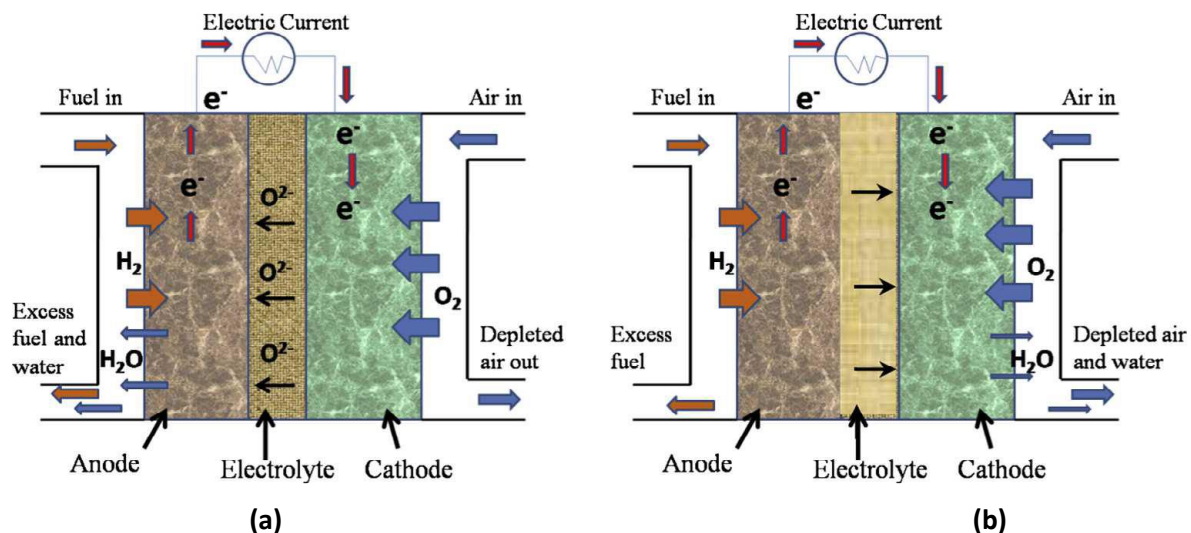 (a)
Electric Current
Fuel in
e-
Air in
e-
e-
O²⁻
e-
H₂
O²⁻
O₂
Excess
fuel and
water
H₂O
O²⁻
Depleted
air out
Anode
Electrolyte
Cathode
(a)
(b)
Electric Current
Fuel in
e-
Air in
e-
e-
e-
H₂
O₂
Excess
fuel
H₂O
Depleted air
and water
Anode
Electrolyte
Cathode
(b)